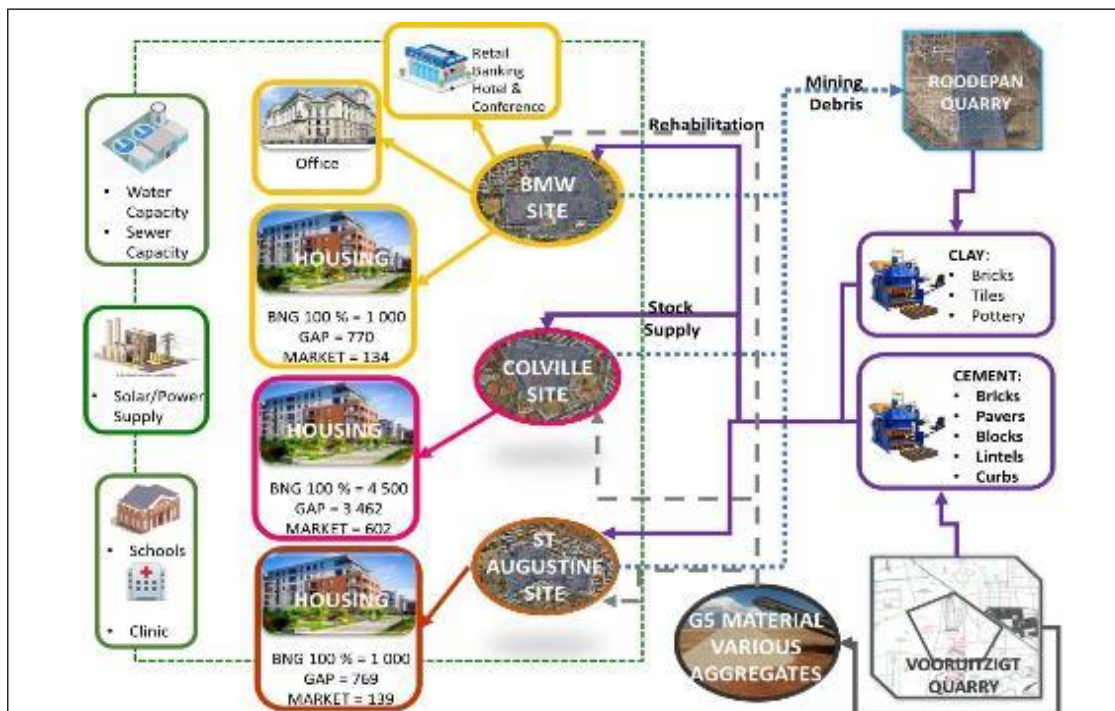 Retail
Banking
Hotel &
Conference
Office
Water
Capacity
Sewer
Capacity
HOUSING
BNG 100 % = 1 000
GAP = 770
MARKET = 134
BMW
SITE
Rehabilitation
Mining
Debris
ROODEPAN
QUARRY
CLAY:
Bricks
Tiles
Pottery
Stock
Supply
Solar/Power
Supply
HOUSING
BNG 100 % = 4 500
GAP = 3 462
MARKET = 602
COLVILLE
SITE
CEMENT:
Bricks
Pavers
Blocks
Lintels
Curbs
Schools
Clinic
HOUSING
BNG 100 % = 1 000
GAP = 769
MARKET = 139
ST
AUGUSTINE
SITE
G5 MATERIAL
VARIOUS
AGGREGATES
VOORUITZIGT
QUARRY